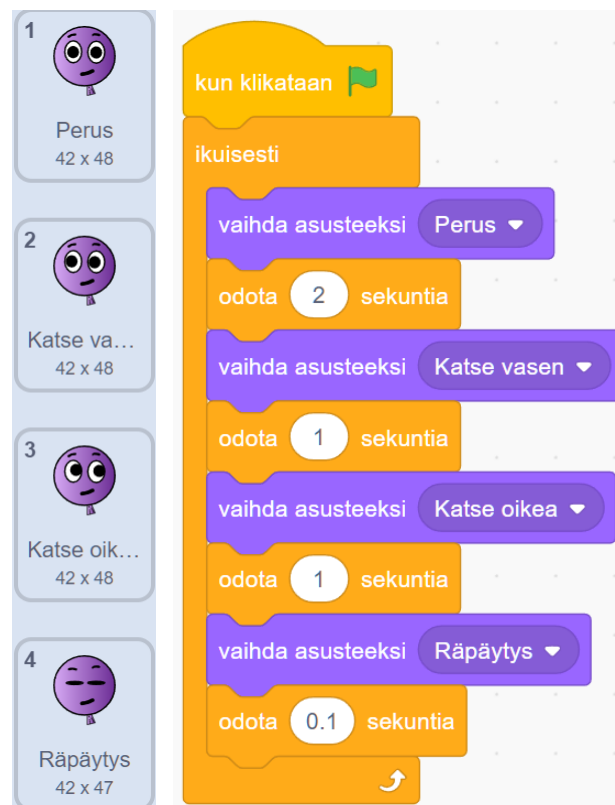 1
Perus
42 x 48
2
Katse va...
42 x 48
3
Katse oik...
42 x 48
4
Räpäytys
42 x 47
kun klikataan
ikuisesti
vaihda asusteeksi Perus
odota 2 sekuntia
vaihda asusteeksi Katse vasen
odota 1 sekuntia
vaihda asusteeksi Katse oikea
odota 1 sekuntia
vaihda asusteeksi Räpäytys
odota 0.1 sekuntia